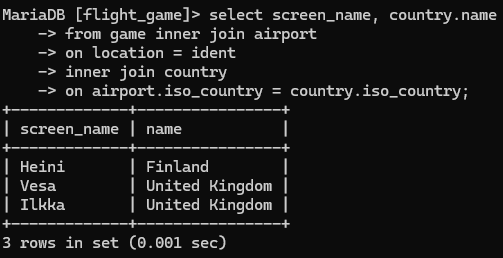 MariaDB [flight_game]> select screen_name, country.name
    -> from game inner join airport
    -> on location = ident
    -> inner join country
    -> on airport.iso_country = country.iso_country;
+-------------+----------------+
| screen_name | name           |
+-------------+----------------+
| Heini       | Finland        |
| Vesa        | United Kingdom |
| Ilkka       | United Kingdom |
+-------------+----------------+
3 rows in set (0.001 sec)